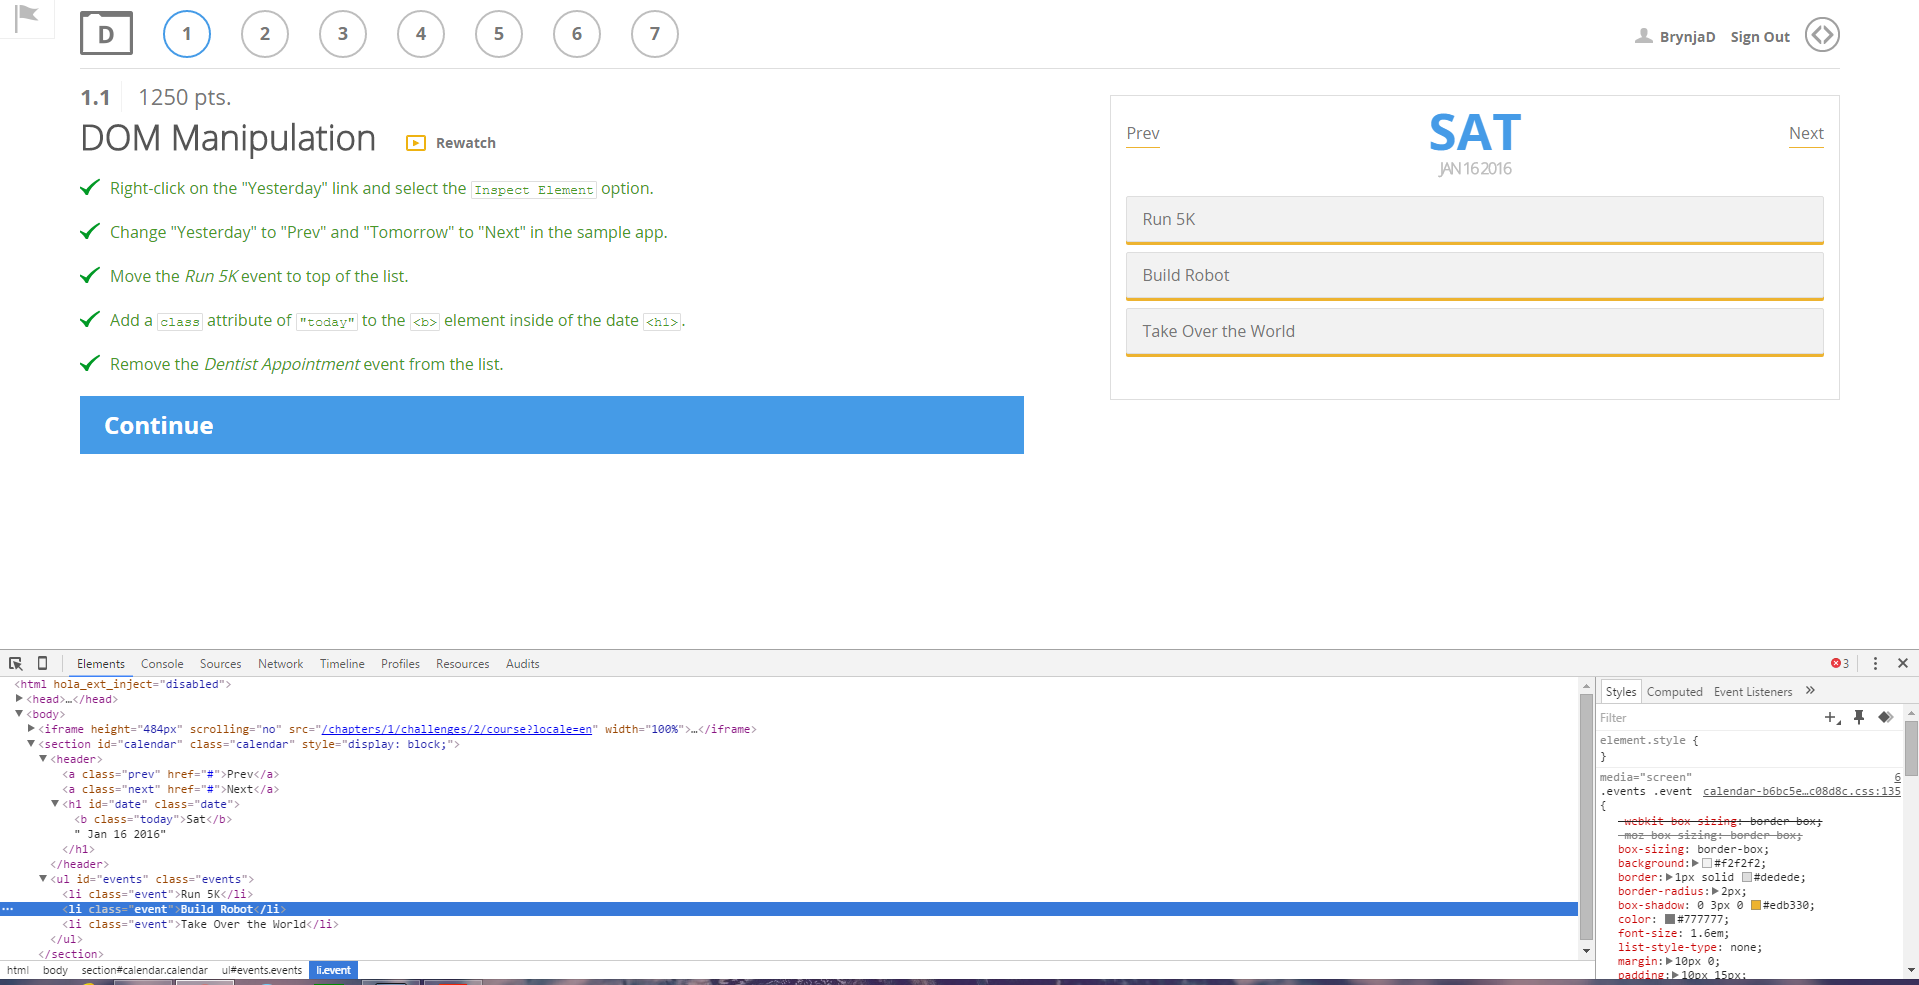 D 1 2 3 4 5 6 7 BrynjaD Sign Out
1.1 1250 pts.
DOM Manipulation Rewatch
Right-click on the "Yesterday" link and select the Inspect Element option.
Change "Yesterday" to "Prev" and "Tomorrow" to "Next" in the sample app.
Move the Run 5K event to top of the list.
Add a class attribute of "today" to the <b> element inside of the date <h1>.
Remove the Dentist Appointment event from the list.
Continue
Prev SAT Next
JAN 16 2016
Run 5K
Build Robot
Take Over the World
Elements Console Sources Network Timeline Profiles Resources Audits 3
<html hola_ext_inject="disabled">
<head>…</head>
<body>
<iframe height="484px" scrolling="no" src="/chapters/1/challenges/2/course?locale=en" width="100%">…</iframe>
<section id="calendar" class="calendar" style="display: block;">
<header>
<a class="prev" href="#">Prev</a>
<a class="next" href="#">Next</a>
<h1 id="date" class="date">
<b class="today">Sat</b>
" Jan 16 2016"
</h1>
</header>
<ul id="events" class="events">
<li class="event">Run 5K</li>
<li class="event">Build Robot</li>
<li class="event">Take Over the World</li>
</ul>
</section>
html body section#calendar.calendar ul#events.events li.event
Styles Computed Event Listeners »
Filter
element.style {
}
media="screen" 6
.events .event calendar-b6bc5e…c08d8c.css:135
{
-webkit-box-sizing: border-box;
-moz-box-sizing: border-box;
box-sizing: border-box;
background: #f2f2f2;
border: 1px solid #dedede;
border-radius: 2px;
box-shadow: 0 3px 0 #edb330;
color: #777777;
font-size: 1.6em;
list-style-type: none;
margin: 10px 0;
padding: 10px 15px;